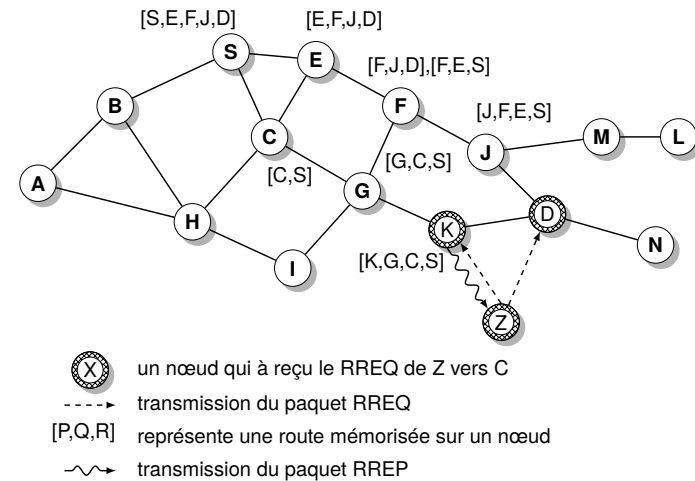 [S,E,F,J,D]
[E,F,J,D]
S
E
[F,J,D],[F,E,S]
B
F
[J,F,E,S]
C
J
M
L
[C,S]
[G,C,S]
A
G
H
K
D
I
[K,G,C,S]
N
Z
X un nœud qui à reçu le RREQ de Z vers C
transmission du paquet RREQ
[P,Q,R] représente une route mémorisée sur un nœud
transmission du paquet RREP